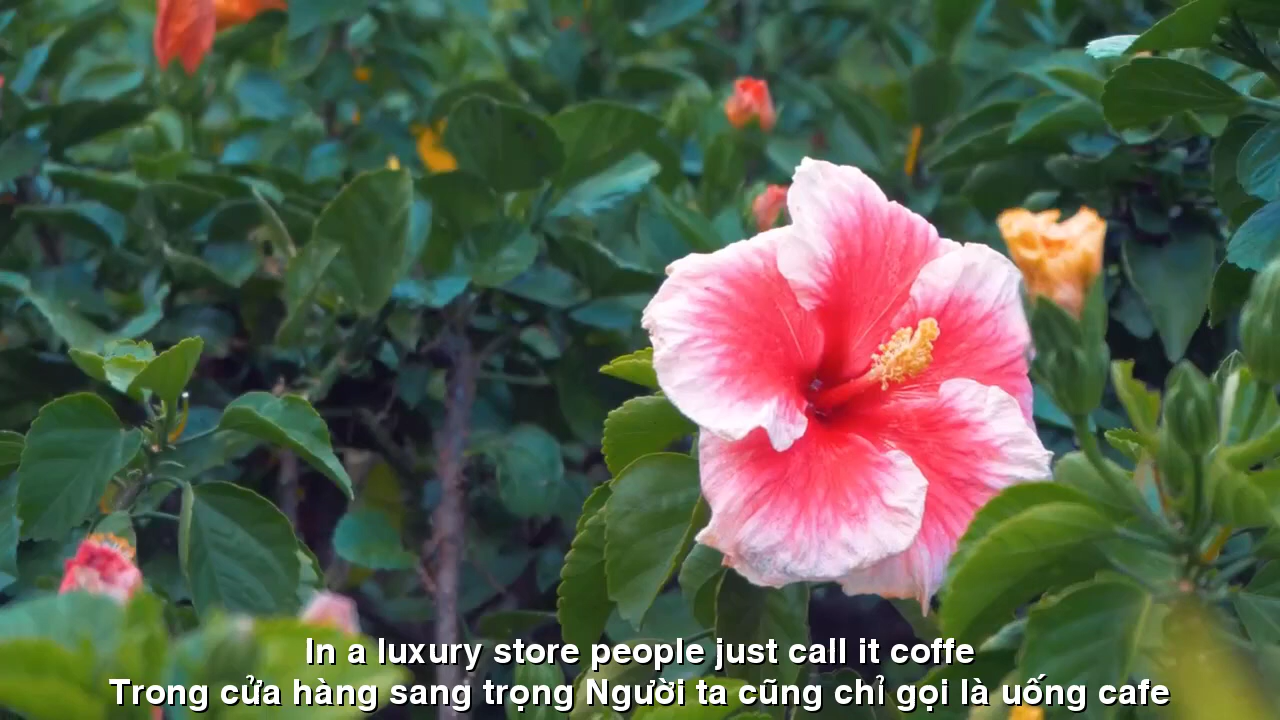 In a luxury store people just call it coffe
Trong cửa hàng sang trọng Người ta cũng chỉ gọi là uống cafe